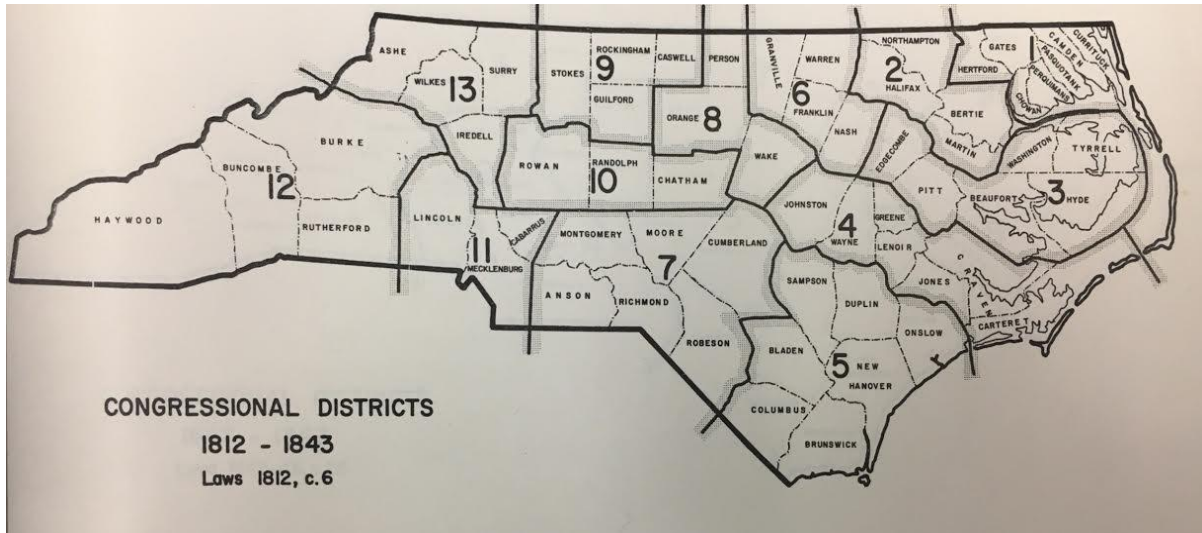 ASHE
WILKES
13
SURRY
STOKES
ROCKINGHAM
9
CASWELL
PERSON
GUILFORD
GRANVILLE
WARREN
6
FRANKLIN
NASH
NORTHAMPTON
2
HALIFAX
HERTFORD
BERTIE
MARTIN
GATES
1
CURRITUCK
CAMDEN
PASQUOTANK
PERQUIMANS
CHOWAN
ORANGE
8
IREDELL
ROWAN
RANDOLPH
10
CHATHAM
WAKE
EDGECOMBE
PITT
WASHINGTON
TYRRELL
BEAUFORT
3
HYDE
BURKE
BUNCOMBE
12
HAYWOOD
RUTHERFORD
LINCOLN
11
CABARRUS
MECKLENBURG
MONTGOMERY
MOORE
7
CUMBERLAND
ANSON
RICHMOND
ROBESON
JOHNSTON
4
WAYNE
GREENE
LENOIR
CRAVEN
JONES
CARTERET
SAMPSON
DUPLIN
ONSLOW
BLADEN
5
NEW
HANOVER
COLUMBUS
BRUNSWICK
CONGRESSIONAL DISTRICTS
1812 - 1843
Laws 1812, c.6